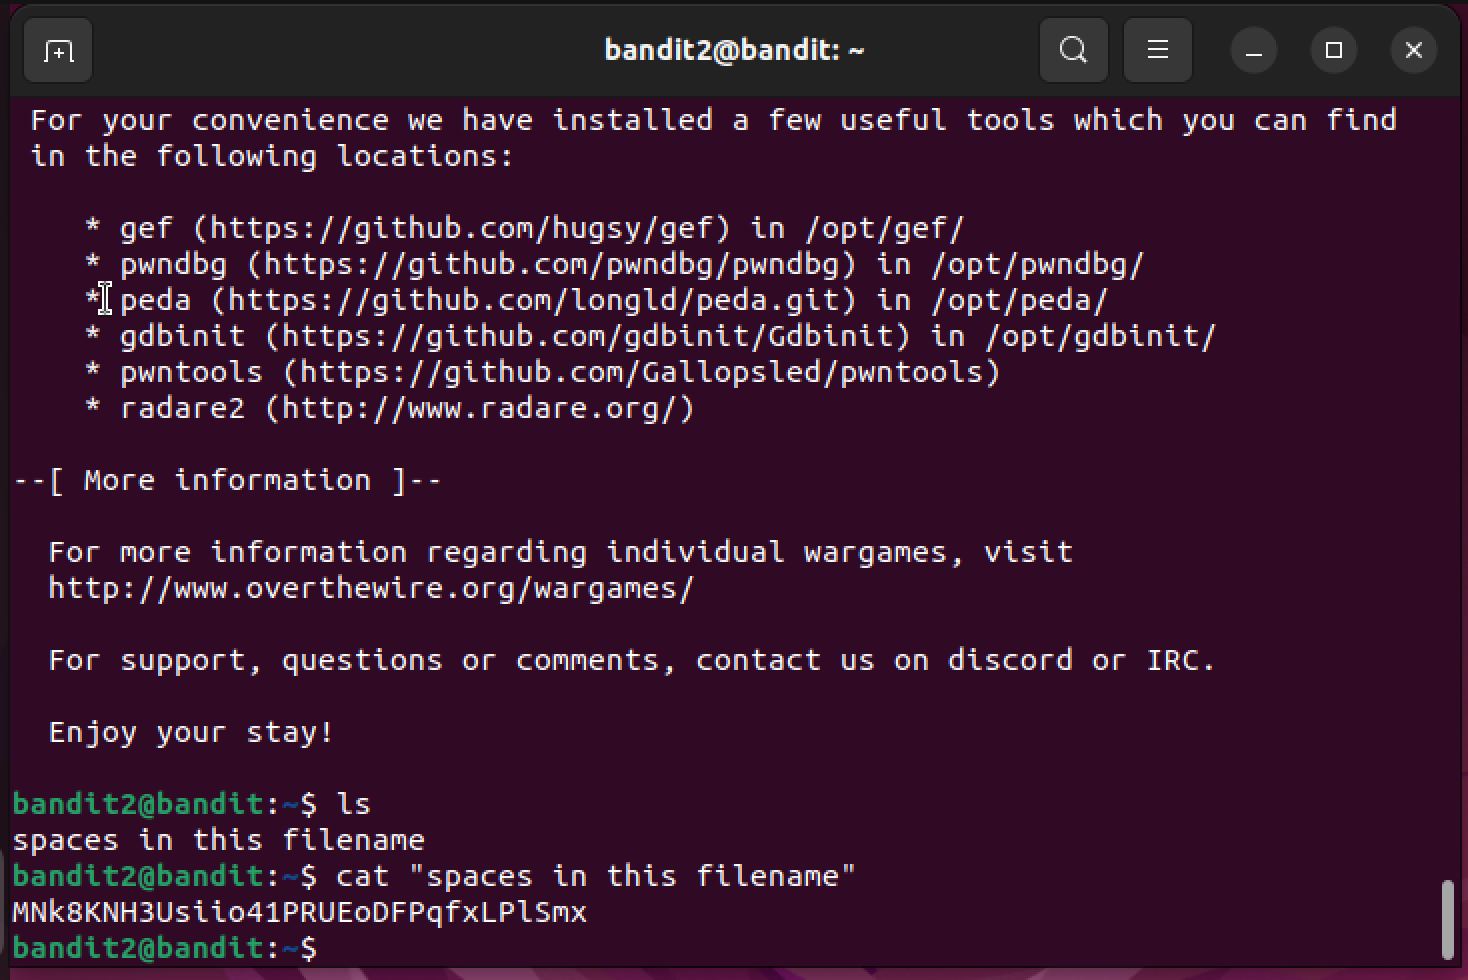 bandit2@bandit: ~
For your convenience we have installed a few useful tools which you can find
in the following locations:
* gef (https://github.com/hugsy/gef) in /opt/gef/
* pwndbg (https://github.com/pwndbg/pwndbg) in /opt/pwndbg/
* peda (https://github.com/longld/peda.git) in /opt/peda/
* gdbinit (https://github.com/gdbinit/Gdbinit) in /opt/gdbinit/
* pwntools (https://github.com/Gallopsled/pwntools)
* radare2 (http://www.radare.org/)
--[ More information ]--
For more information regarding individual wargames, visit
http://www.overthewire.org/wargames/
For support, questions or comments, contact us on discord or IRC.
Enjoy your stay!
bandit2@bandit:~$ ls
spaces in this filename
bandit2@bandit:~$ cat "spaces in this filename"
MNk8KNH3Usiio41PRUEoDFPqfxLPlSmx
bandit2@bandit:~$